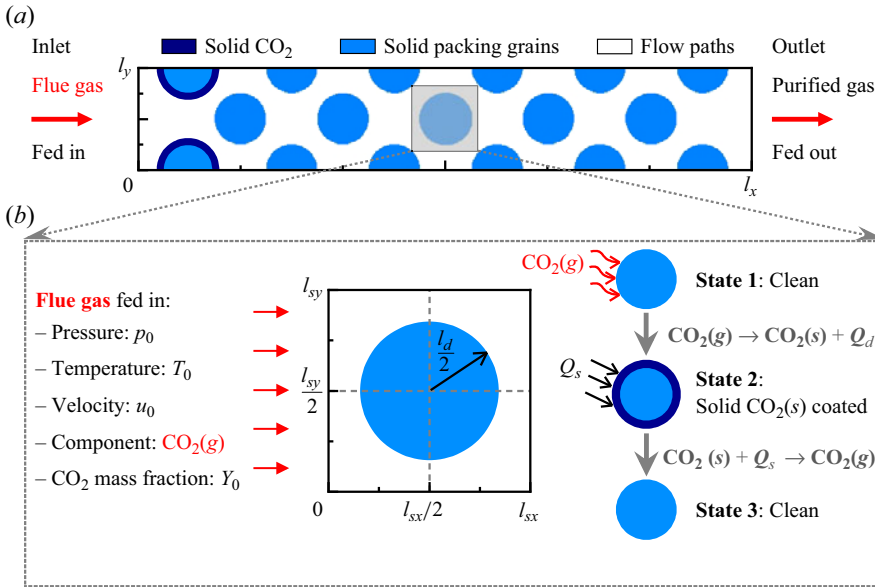 (a)
Inlet
Solid CO2
Solid packing grains
Flow paths
Outlet
ly
Flue gas
Purified gas
Fed in
Fed out
0
lx
(b)
CO2(g)
State 1: Clean
Flue gas fed in:
– Pressure: p0
– Temperature: T0
– Velocity: u0
– Component: CO2(g)
– CO2 mass fraction: Y0
lsy
lsy/2
ld/2
0
lsx/2
lsx
CO2(g) → CO2(s) + Qd
Qs
State 2:
Solid CO2(s) coated
CO2 (s) + Qs → CO2(g)
State 3: Clean